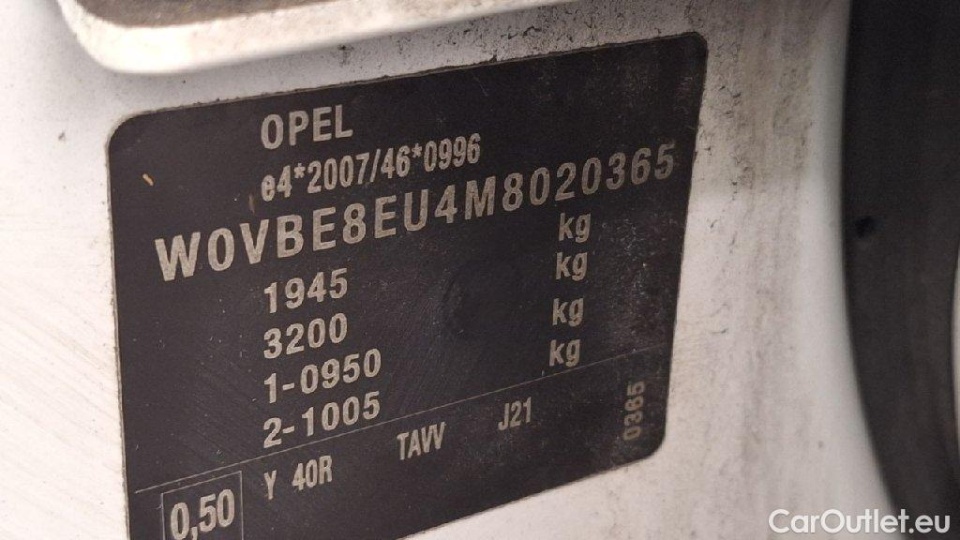 OPEL
e4*2007/46*0996
W0VBE8EU4M8020365
1945 kg
3200 kg
1-0950 kg
2-1005 kg
0,50 Y 40R TAVV J21 0365
CarOutlet.eu